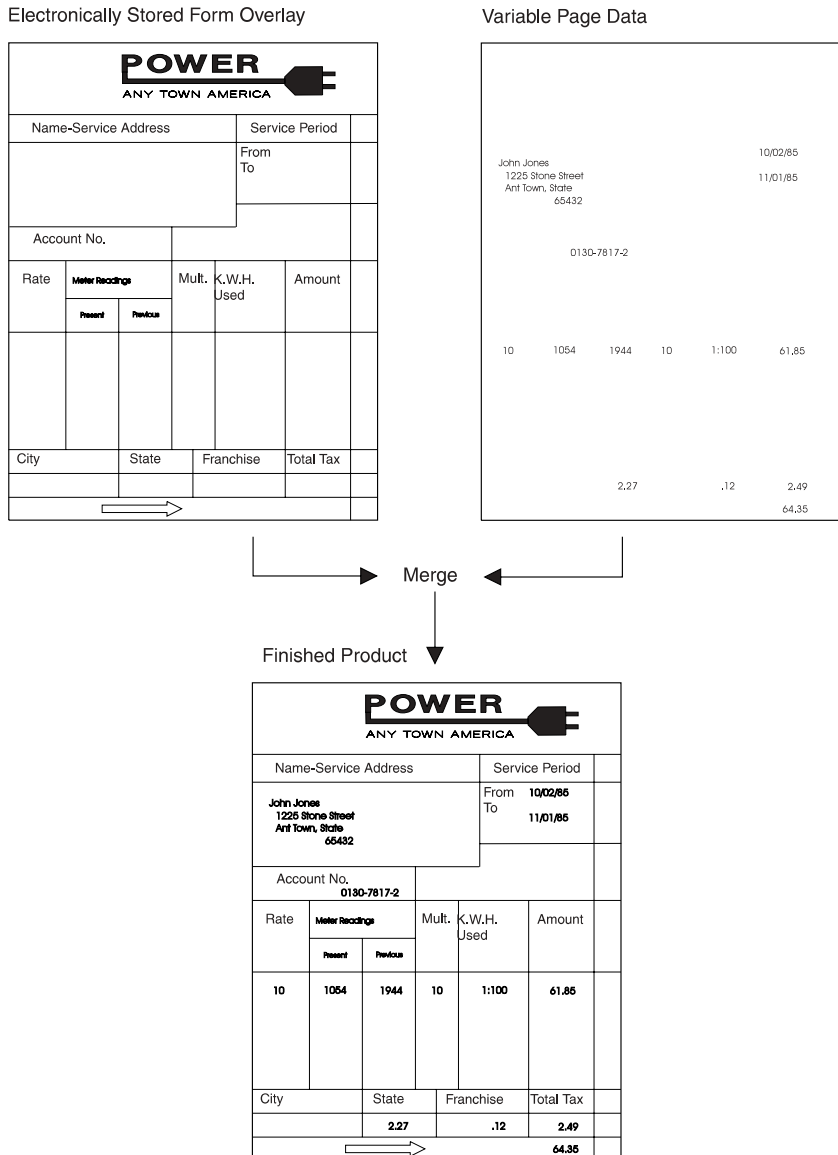 Electronically Stored Form Overlay
POWER
ANY TOWN AMERICA
Name-Service Address Service Period
From
To
Account No.
Rate Meter Readings Mult. K.W.H. Used Amount
Present Previous
City State Franchise Total Tax
Variable Page Data
10/02/85
John Jones
1225 Stone Street
11/01/85
Ant Town, State
65432
0130-7817-2
10 1054 1944 10 1:100 61.85
2.27 .12 2.49
64.35
Merge
Finished Product
POWER
ANY TOWN AMERICA
Name-Service Address Service Period
From 10/02/85
To
John Jones
1225 Stone Street
11/01/85
Ant Town, State
65432
Account No.
0130-7817-2
Rate Meter Readings Mult. K.W.H. Used Amount
Present Previous
10 1054 1944 10 1:100 61.85
City State Franchise Total Tax
2.27 .12 2.49
64.35